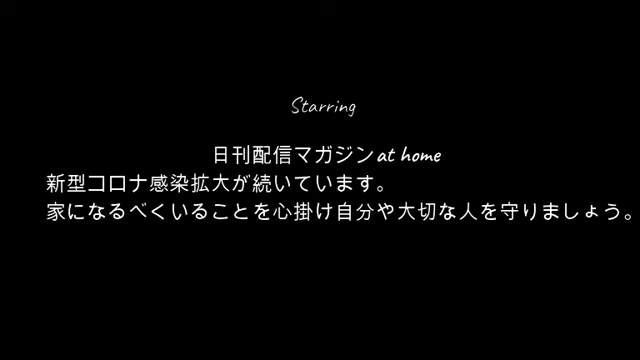 Starring
日刊配信マガジンat home
新型コロナ感染拡大が続いています。
家になるべくいることを心掛け自分や大切な人を守りましょう。